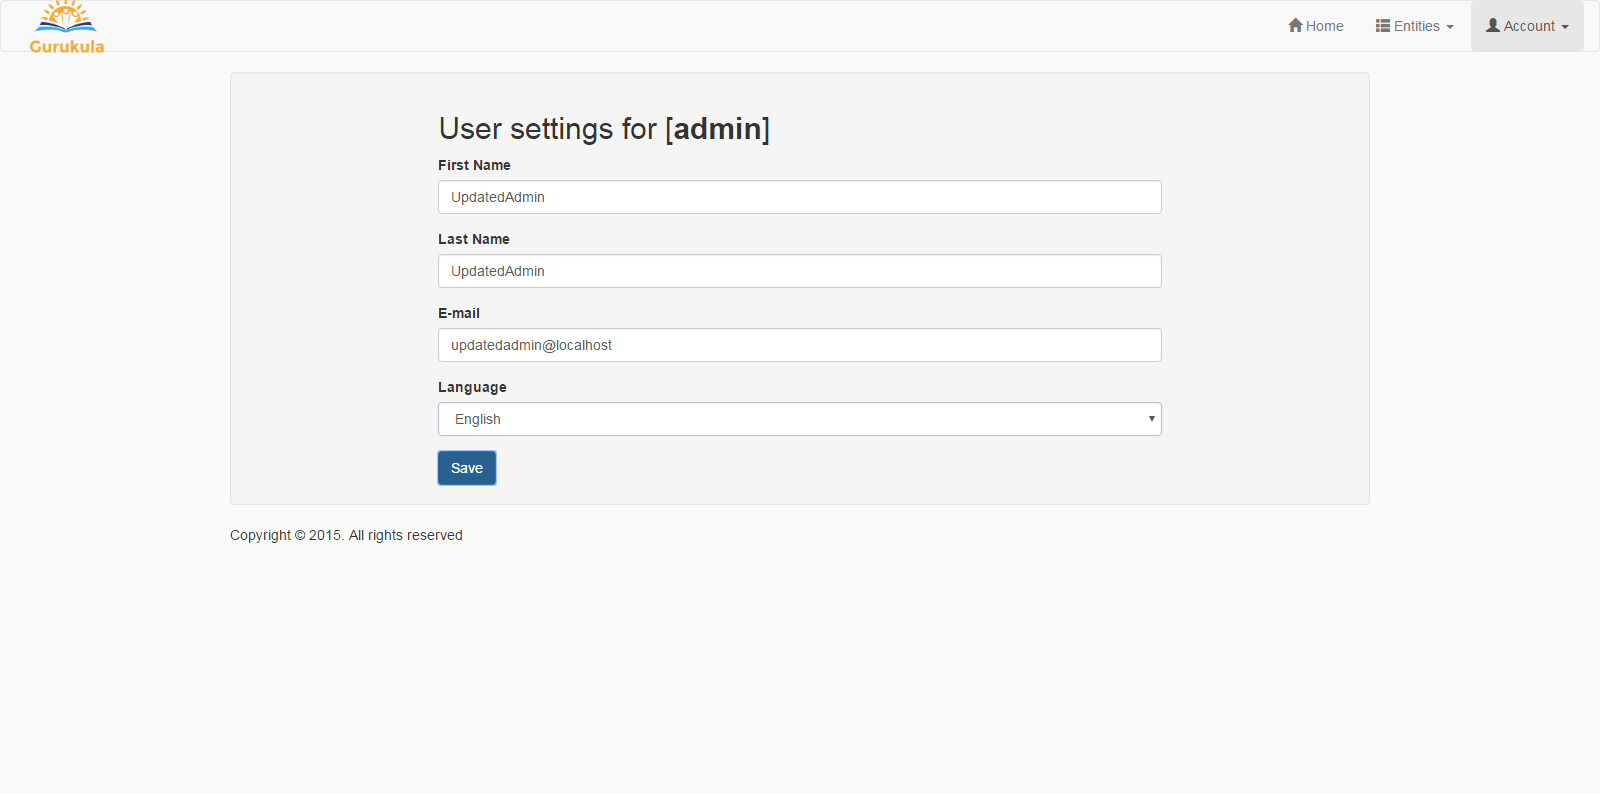 Gurukula
Home Entities Account
User settings for [admin]
First Name
UpdatedAdmin
Last Name
UpdatedAdmin
E-mail
updatedadmin@localhost
Language
English
Save
Copyright © 2015. All rights reserved